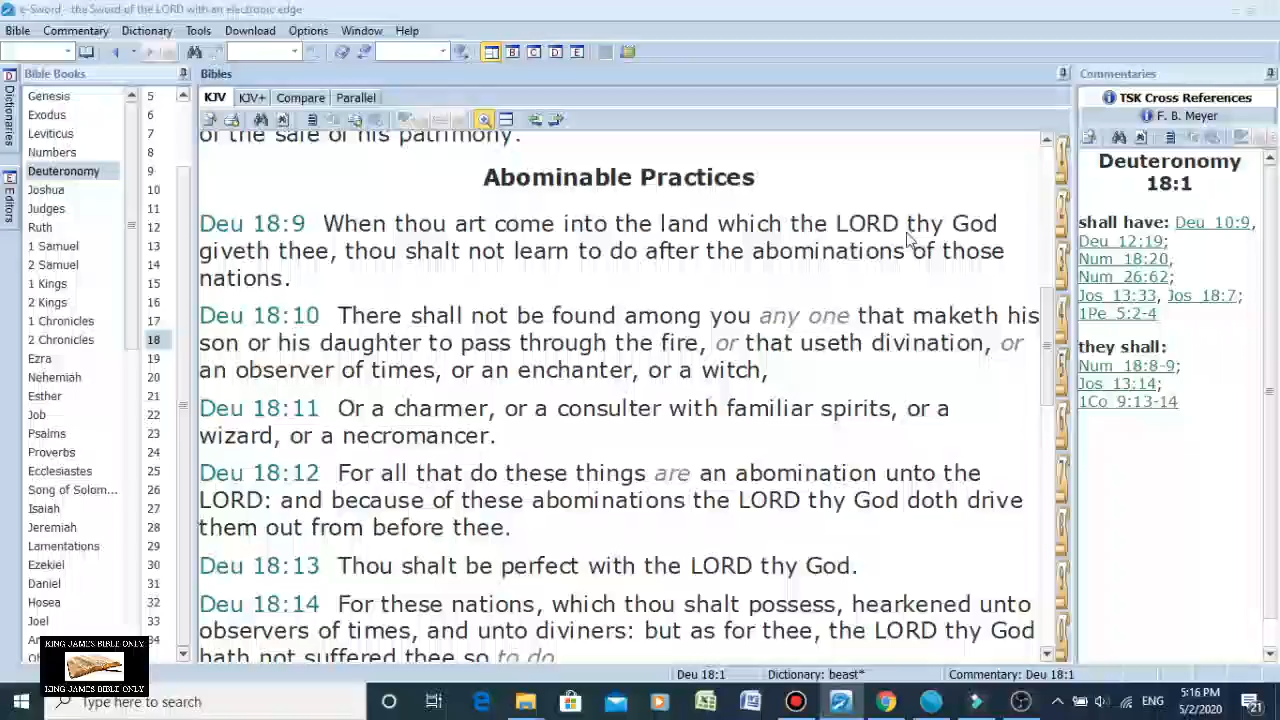 e-Sword - the Sword of the LORD with an electronic edge
Bible Commentary Dictionary Tools Download Options Window Help
B C D E
Dictionaries
Editors
Bible Books
Genesis
Exodus
Leviticus
Numbers
Deuteronomy
Joshua
Judges
Ruth
1 Samuel
2 Samuel
1 Kings
2 Kings
1 Chronicles
2 Chronicles
Ezra
Nehemiah
Esther
Job
Psalms
Proverbs
Ecclesiastes
Song of Solom...
Isaiah
Jeremiah
Lamentations
Ezekiel
Daniel
Hosea
Joel
5
6
7
8
9
10
11
12
13
14
15
16
17
18
19
20
21
22
23
24
25
26
27
28
29
30
31
32
33
34
Bibles
KJV KJV+ Compare Parallel
of the sale of his patrimony.
Abominable Practices
Deu 18:9 When thou art come into the land which the LORD thy God
giveth thee, thou shalt not learn to do after the abominations of those
nations.
Deu 18:10 There shall not be found among you any one that maketh his
son or his daughter to pass through the fire, or that useth divination, or
an observer of times, or an enchanter, or a witch,
Deu 18:11 Or a charmer, or a consulter with familiar spirits, or a
wizard, or a necromancer.
Deu 18:12 For all that do these things are an abomination unto the
LORD: and because of these abominations the LORD thy God doth drive
them out from before thee.
Deu 18:13 Thou shalt be perfect with the LORD thy God.
Deu 18:14 For these nations, which thou shalt possess, hearkened unto
observers of times, and unto diviners: but as for thee, the LORD thy God
hath not suffered thee so to do.
Commentaries
TSK Cross References
F. B. Meyer
Deuteronomy
18:1
shall have: Deu 10:9,
Deu 12:19;
Num 18:20,
Num 26:62;
Jos 13:33, Jos 18:7;
1Pe 5:2-4
they shall:
Num 18:8-9;
Jos 13:14;
1Co 9:13-14
KING JAMES BIBLE ONLY
KING JAMES BIBLE ONLY
Deu 18:1 Dictionary: beast* Commentary: Deu 18:1
Type here to search
ENG
5:16 PM
5/2/2020
21